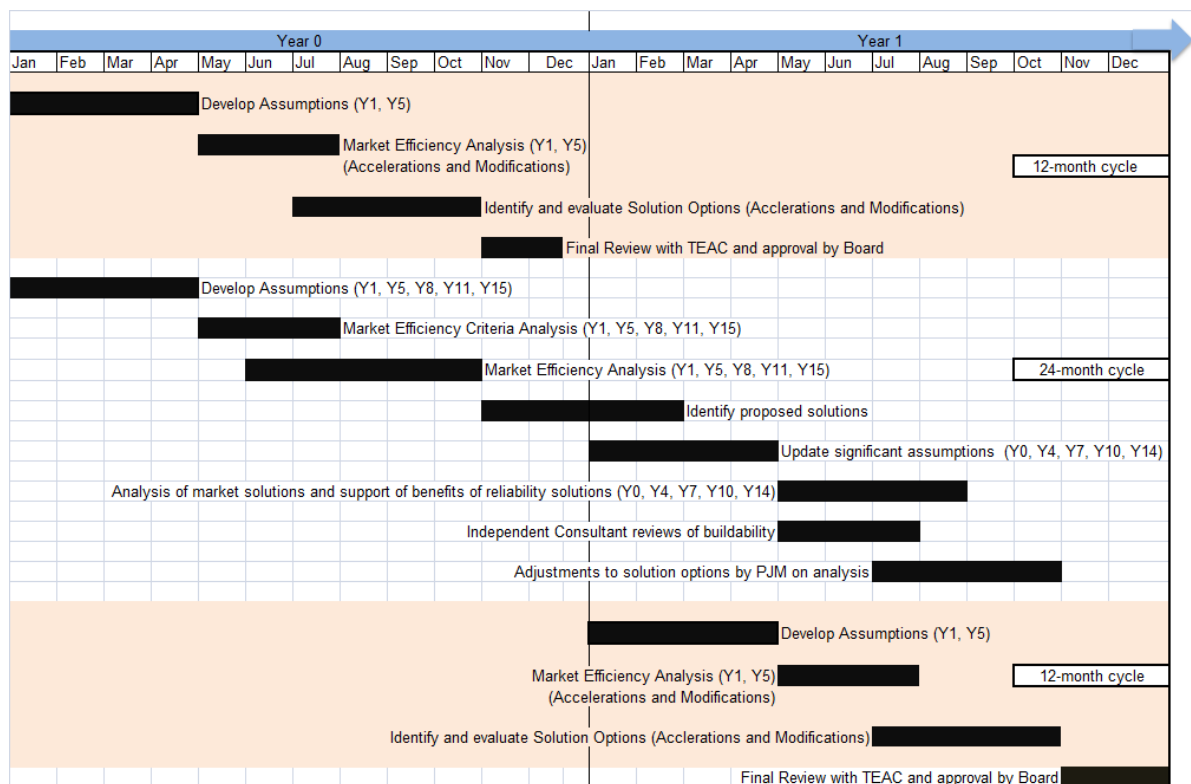 Year 0 Year 1
Jan Feb Mar Apr May Jun Jul Aug Sep Oct Nov Dec Jan Feb Mar Apr May Jun Jul Aug Sep Oct Nov Dec
Develop Assumptions (Y1, Y5)
Market Efficiency Analysis (Y1, Y5)
(Accelerations and Modifications)
12-month cycle
Identify and evaluate Solution Options (Acclerations and Modifications)
Final Review with TEAC and approval by Board
Develop Assumptions (Y1, Y5, Y8, Y11, Y15)
Market Efficiency Criteria Analysis (Y1, Y5, Y8, Y11, Y15)
Market Efficiency Analysis (Y1, Y5, Y8, Y11, Y15)
24-month cycle
Identify proposed solutions
Update significant assumptions (Y0, Y4, Y7, Y10, Y14)
Analysis of market solutions and support of benefits of reliability solutions (Y0, Y4, Y7, Y10, Y14)
Independent Consultant reviews of buildability
Adjustments to solution options by PJM on analysis
Develop Assumptions (Y1, Y5)
Market Efficiency Analysis (Y1, Y5)
(Accelerations and Modifications)
12-month cycle
Identify and evaluate Solution Options (Acclerations and Modifications)
Final Review with TEAC and approval by Board